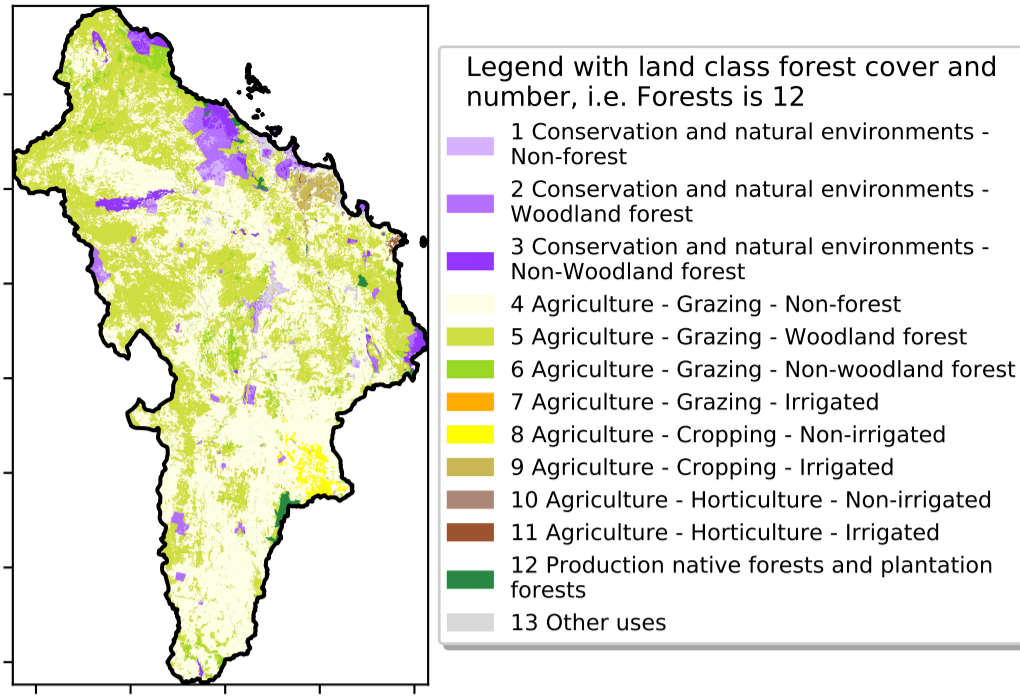 Legend with land class forest cover and
number, i.e. Forests is 12
1 Conservation and natural environments -
Non-forest
2 Conservation and natural environments -
Woodland forest
3 Conservation and natural environments -
Non-Woodland forest
4 Agriculture - Grazing - Non-forest
5 Agriculture - Grazing - Woodland forest
6 Agriculture - Grazing - Non-woodland forest
7 Agriculture - Grazing - Irrigated
8 Agriculture - Cropping - Non-irrigated
9 Agriculture - Cropping - Irrigated
10 Agriculture - Horticulture - Non-irrigated
11 Agriculture - Horticulture - Irrigated
12 Production native forests and plantation
forests
13 Other uses